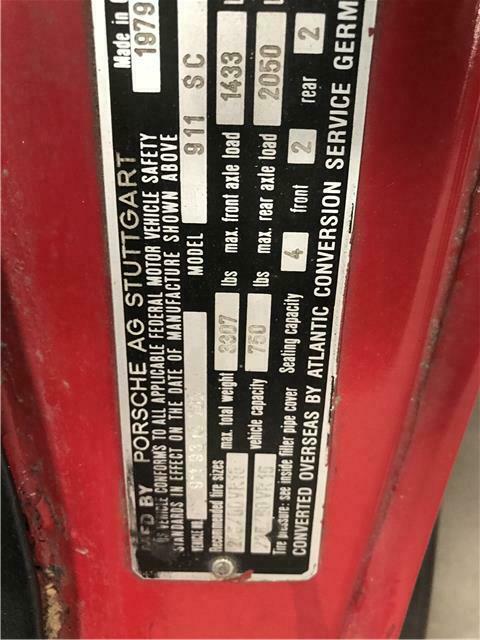 Made in
1979
MFD BY PORSCHE AG STUTTGART
VEHICLE CONFORMS TO ALL APPLICABLE FEDERAL MOTOR VEHICLE SAFETY
STANDARDS IN EFFECT ON THE DATE OF MANUFACTURE SHOWN ABOVE
VEHICLE NO MODEL 911 SC
Recommended tire sizes max. total weight 3307 lbs max. front axle load 1433
vehicle capacity 750 lbs max. rear axle load 2050
Tire pressure: see inside filler pipe cover Seating capacity 4 front 2 rear 2
CONVERTED OVERSEAS BY ATLANTIC CONVERSION SERVICE GERM